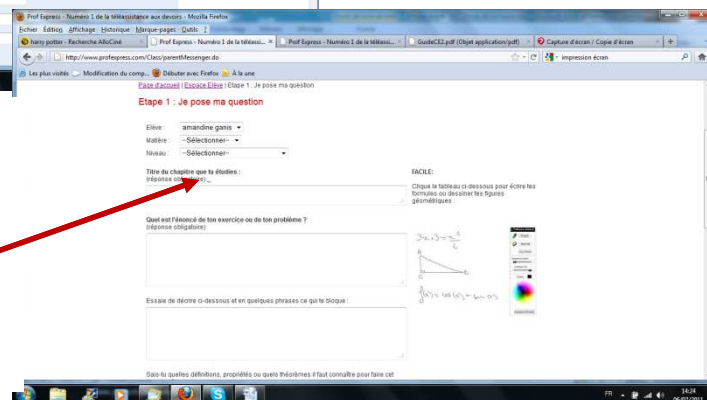 Prof Express - Numéro 1 de la téléassistance aux devoirs - Mozilla Firefox
Fichier Édition Affichage Historique Marque-pages Outils ?
harry potter - Recherche AlloCiné
Prof Express - Numéro 1 de la téléassi...
Prof Express - Numéro 1 de la téléassi...
GuideCE2.pdf (Objet application/pdf)
Capture d'écran / Copie d'écran
http://www.profexpress.com/Class/parentMessenger.do
impression écran
Les plus visités Modification du comp... Débuter avec Firefox À la une
Page d'accueil | Espace Elève | Etape 1 : Je pose ma question
Etape 1 : Je pose ma question
Elève : amandine ganis
Matière : --Sélectionner--
Niveau : --Sélectionner--
Titre du chapitre que tu étudies :
(réponse obligatoire)
FACILE:
Clique le tableau ci-dessous pour écrire tes
formules ou dessiner tes figures
géométriques
Quel est l'énoncé de ton exercice ou de ton problème ?
(réponse obligatoire)
Essaie de décrire ci-dessous et en quelques phrases ce qui te bloque :
Sais-tu quelles définitions, propriétés ou quels théorèmes il faut connaître pour faire cet
FR
14:24